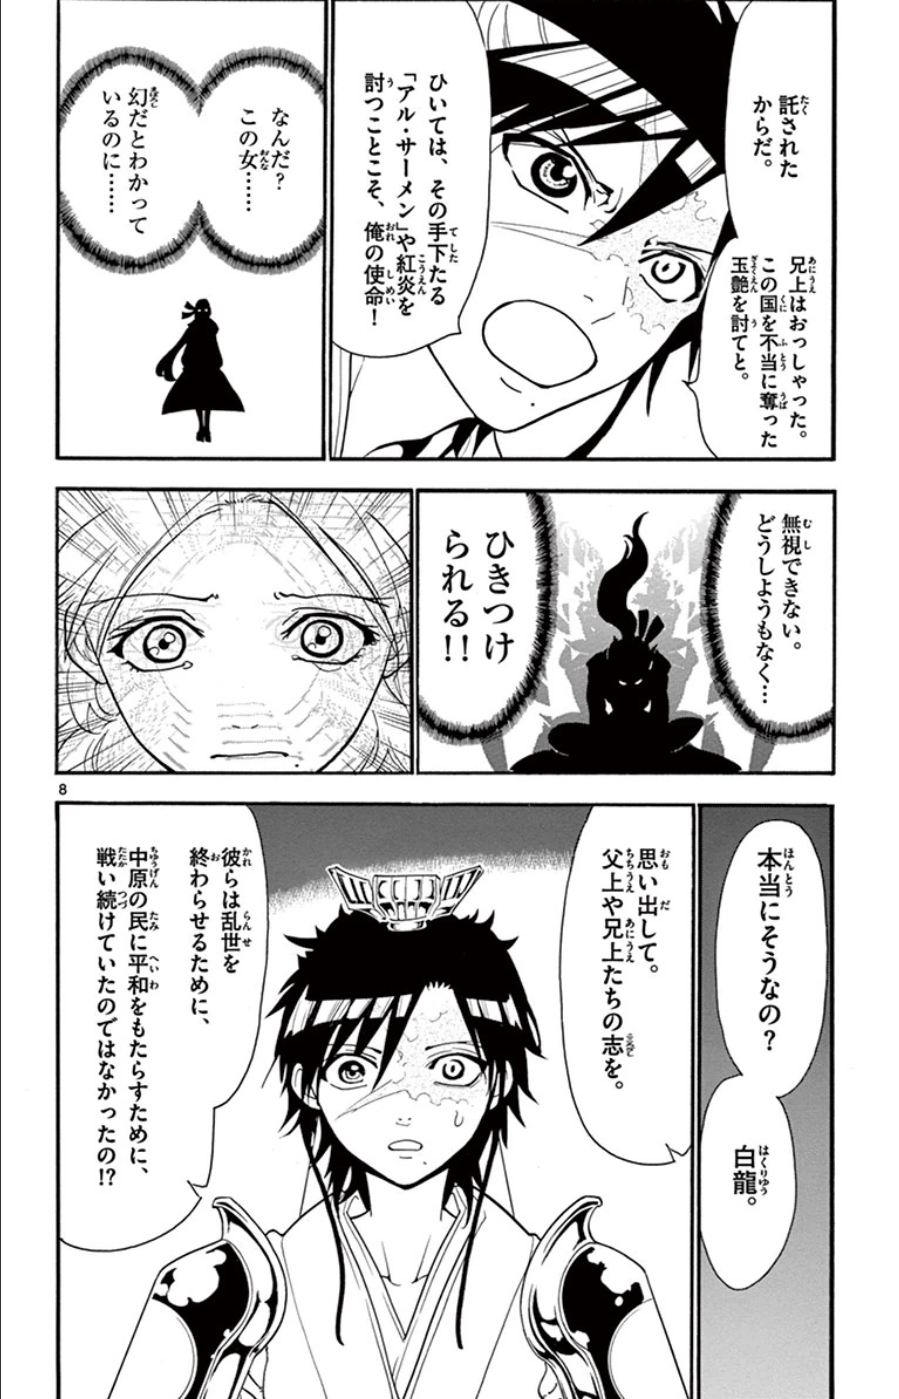 託された
からだ。
兄上はおっしゃった。
この国を不当に奪った
玉艶を討てと。
ひいては、その手下たる
「アル・サーメン」や紅炎を
討つことこそ、俺の使命！
なんだ？
この女……
幻だとわかって
いるのに……
無視できない。
どうしようもなく…
ひきつけ
られる!!
8
本当にそうなの？
白龍。
思い出して。
父上や兄上たちの志を。
彼らは乱世を
終わらせるために、
中原の民に平和をもたらすために、
戦い続けていたのではなかったの!?